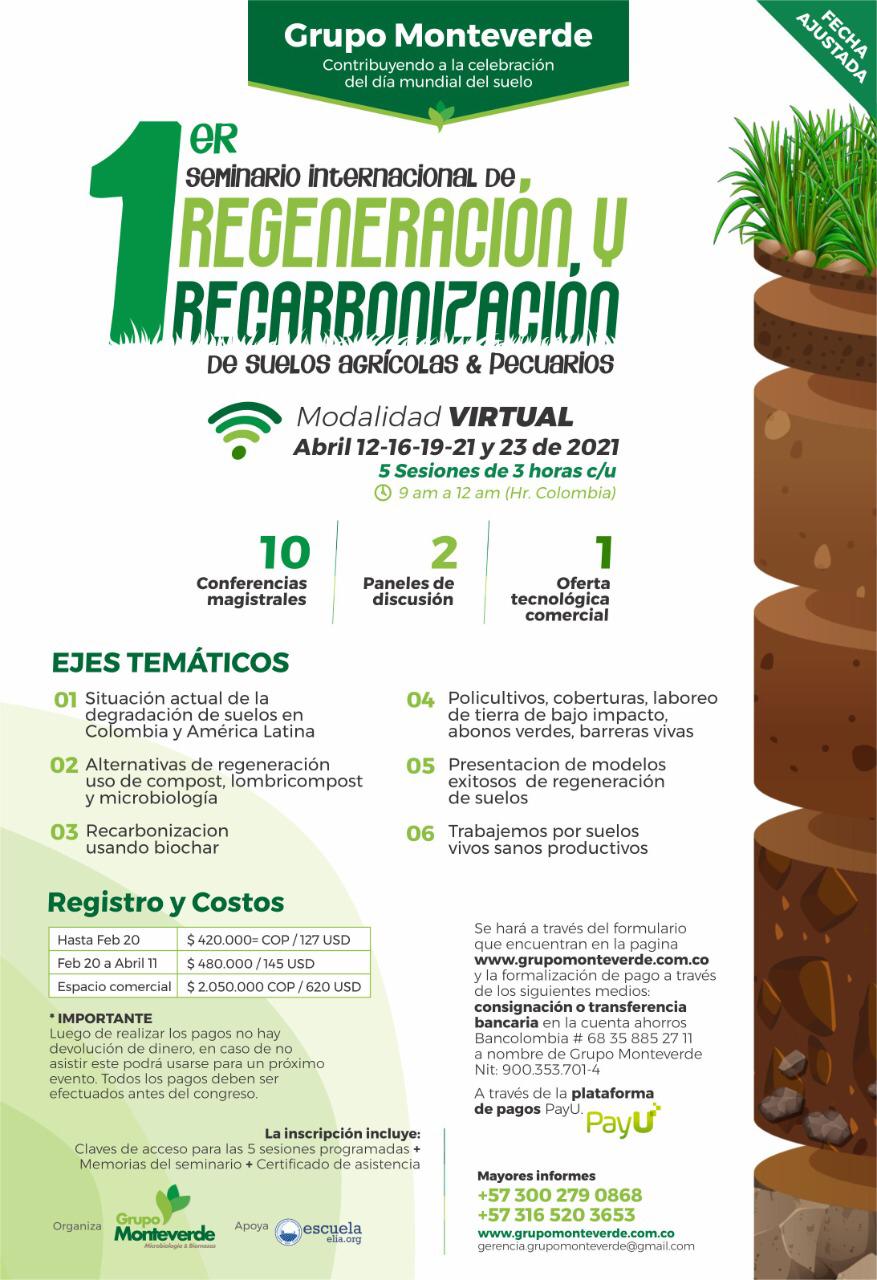 Grupo Monteverde
Contribuyendo a la celebración
del día mundial del suelo
FECHA
AJUSTADA
1er
Seminario internacional de
REGENERACIÓN, Y
RECARBONIZACIÓN
de suelos agrícolas & Pecuarios
Modalidad VIRTUAL
Abril 12-16-19-21 y 23 de 2021
5 Sesiones de 3 horas c/u
9 am a 12 am (Hr. Colombia)
10
Conferencias
magistrales
2
Paneles de
discusión
1
Oferta
tecnológica
comercial
EJES TEMÁTICOS
01 Situación actual de la
degradación de suelos en
Colombia y América Latina
02 Alternativas de regeneración
uso de compost, lombricompost
y microbiología
03 Recarbonizacion
usando biochar
04 Policultivos, coberturas, laboreo
de tierra de bajo impacto,
abonos verdes, barreras vivas
05 Presentacion de modelos
exitosos de regeneración
de suelos
06 Trabajemos por suelos
vivos sanos productivos
Registro y Costos
Hasta Feb 20 $ 420.000= COP / 127 USD
Feb 20 a Abril 11 $ 480.000 / 145 USD
Espacio comercial $ 2.050.000 COP / 620 USD
* IMPORTANTE
Luego de realizar los pagos no hay
devolución de dinero, en caso de no
asistir este podrá usarse para un próximo
evento. Todos los pagos deben ser
efectuados antes del congreso.
La inscripción incluye:
Claves de acceso para las 5 sesiones programadas +
Memorias del seminario + Certificado de asistencia
Organiza
Grupo
Monteverde
Microbiología & Biomasa
Apoya
escuela
elia.org
Se hará a través del formulario
que encuentran en la pagina
www.grupomonteverde.com.co
y la formalización de pago a través
de los siguientes medios:
consignación o transferencia
bancaria en la cuenta ahorros
Bancolombia # 68 35 885 27 11
a nombre de Grupo Monteverde
Nit: 900.353.701-4
A través de la plataforma
de pagos PayU.
PayU
Mayores informes
+57 300 279 0868
+57 316 520 3653
www.grupomonteverde.com.co
gerencia.grupomonteverde@gmail.com